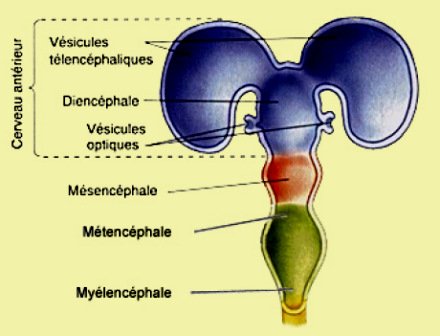 Cerveau antérieur
Vésicules
télencéphaliques
Diencéphale
Vésicules
optiques
Mésencéphale
Métencéphale
Myélencéphale